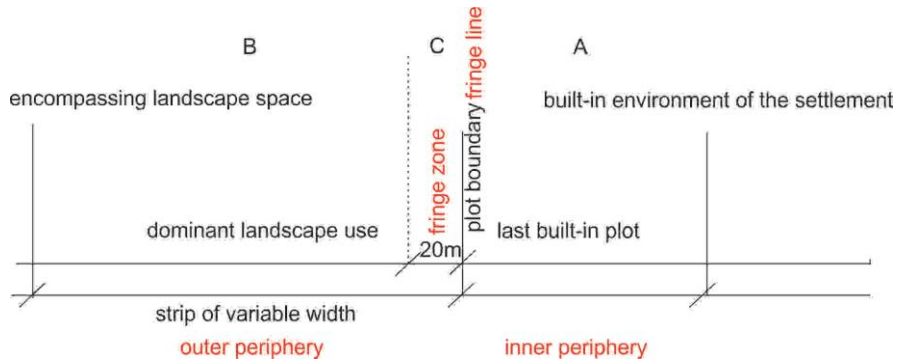 B
C
A
fringe line
encompassing landscape space
built-in environment of the settlement
fringe zone
plot boundary
dominant landscape use
last built-in plot
20m
strip of variable width
outer periphery
inner periphery